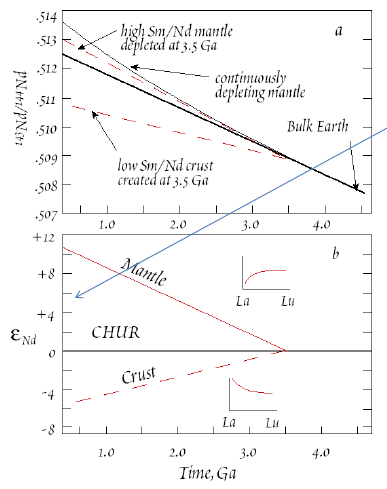 .514
.513
.512
.511
.510
.509
.508
.507
¹⁴³Nd/¹⁴⁴Nd
a
high Sm/Nd mantle
depleted at 3.5 Ga
continuously
depleting mantle
Bulk Earth
low Sm/Nd crust
created at 3.5 Ga
1.0 2.0 3.0 4.0
+12
+8
+4
0
-4
-8
εNd
b
Mantle
La Lu
CHUR
Crust
La Lu
1.0 2.0 3.0 4.0
Time, Ga